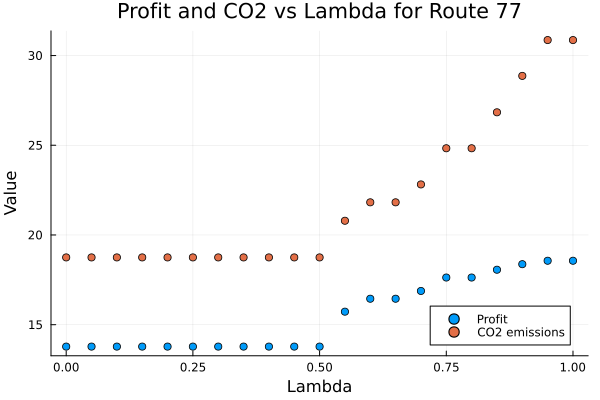 Profit and CO2 vs Lambda for Route 77
Value
30
25
20
15
0.00 0.25 0.50 0.75 1.00
Lambda
Profit
CO2 emissions